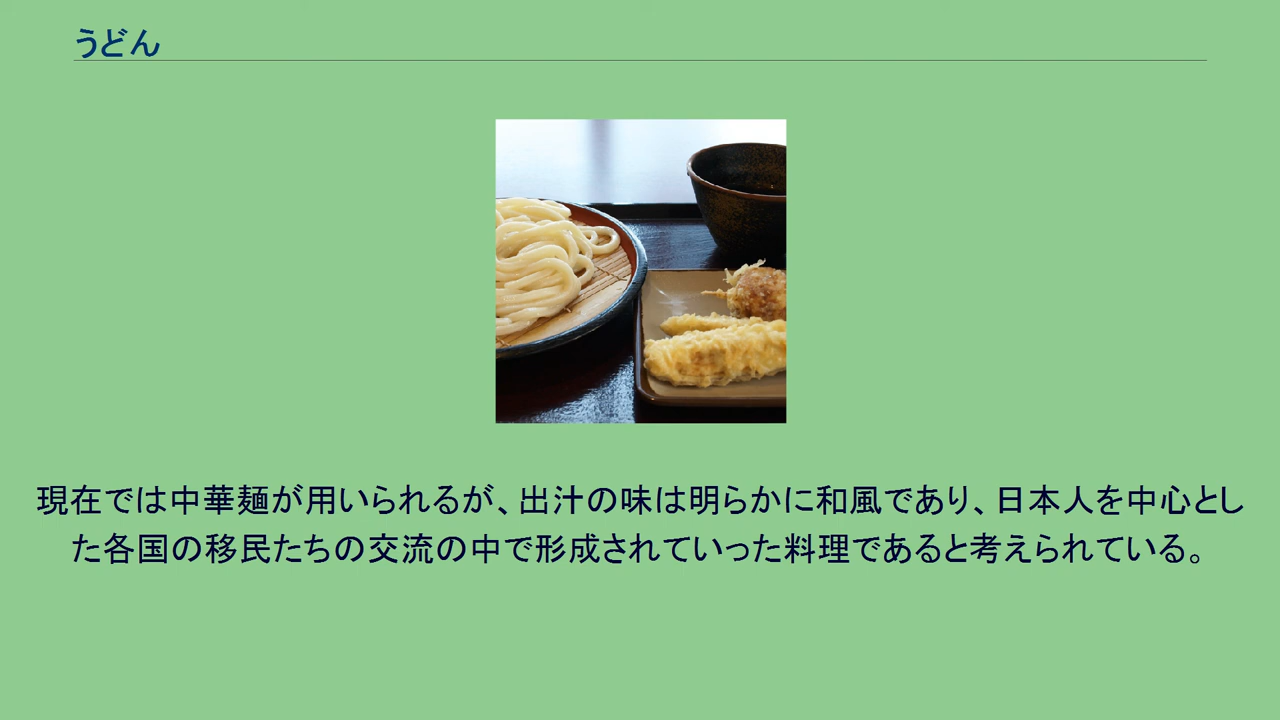 うどん
現在では中華麺が用いられるが、出汁の味は明らかに和風であり、日本人を中心とし
た各国の移民たちの交流の中で形成されていった料理であると考えられている。